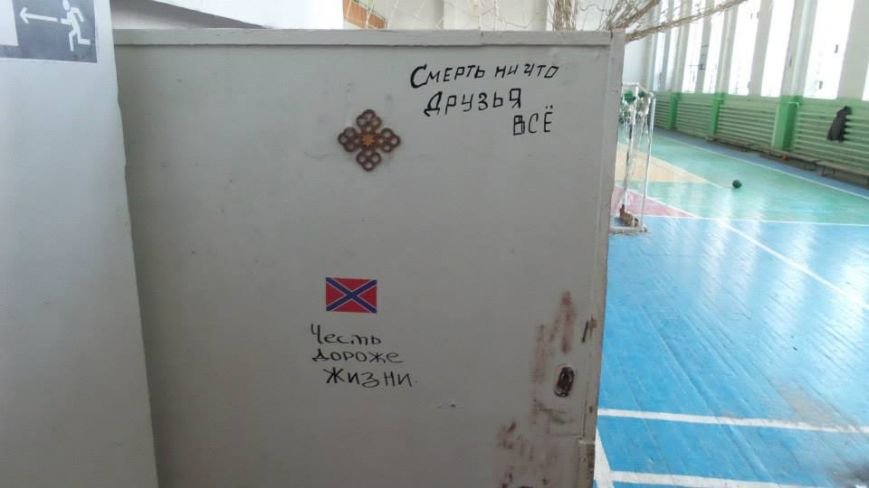 Смерть ничто
Друзья
всё
Честь
дороже
жизни.